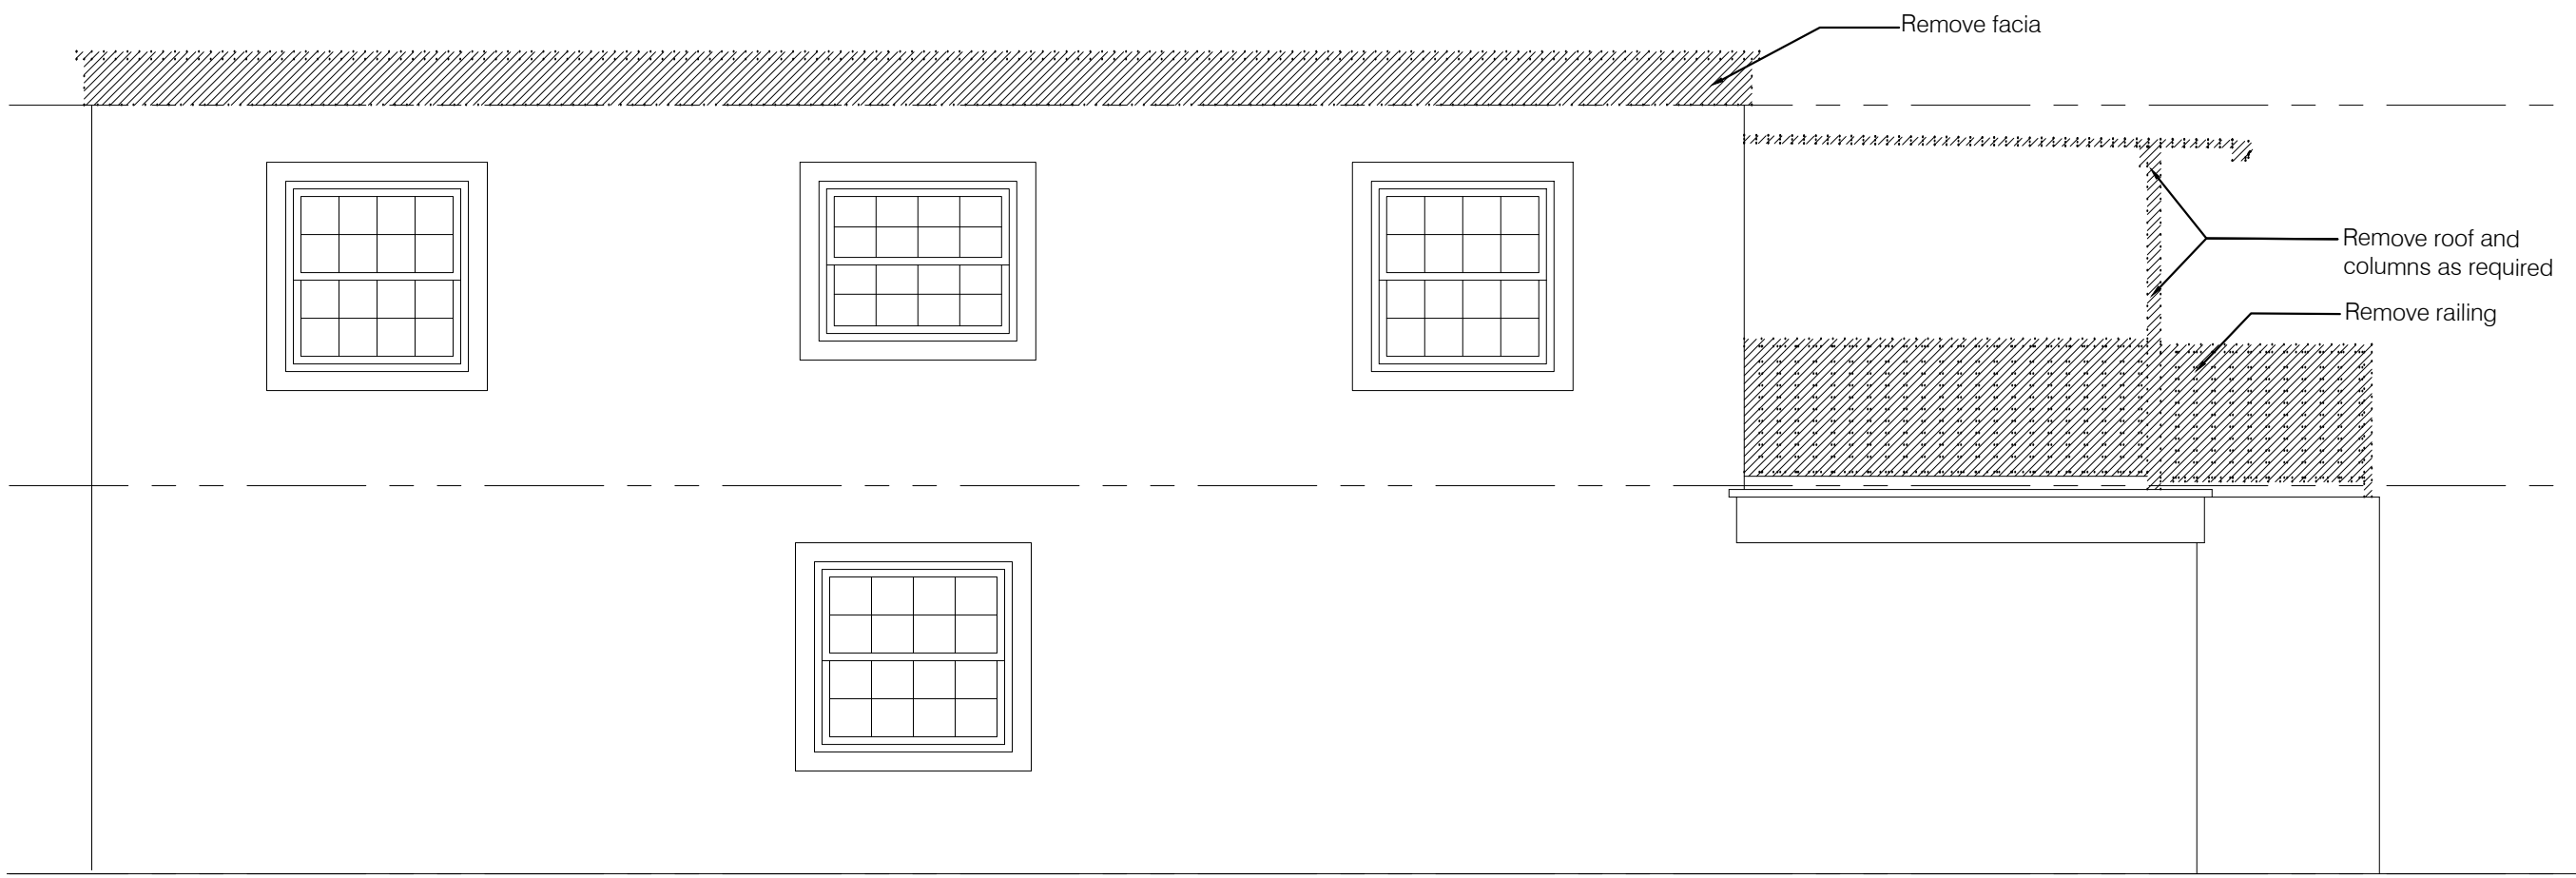 Remove facia
Remove roof and
columns as required
Remove railing